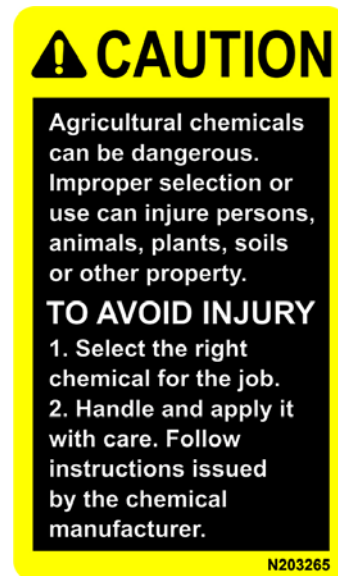 CAUTION
Agricultural chemicals
can be dangerous.
Improper selection or
use can injure persons,
animals, plants, soils
or other property.
TO AVOID INJURY
1. Select the right
chemical for the job.
2. Handle and apply it
with care. Follow
instructions issued
by the chemical
manufacturer.
N203265